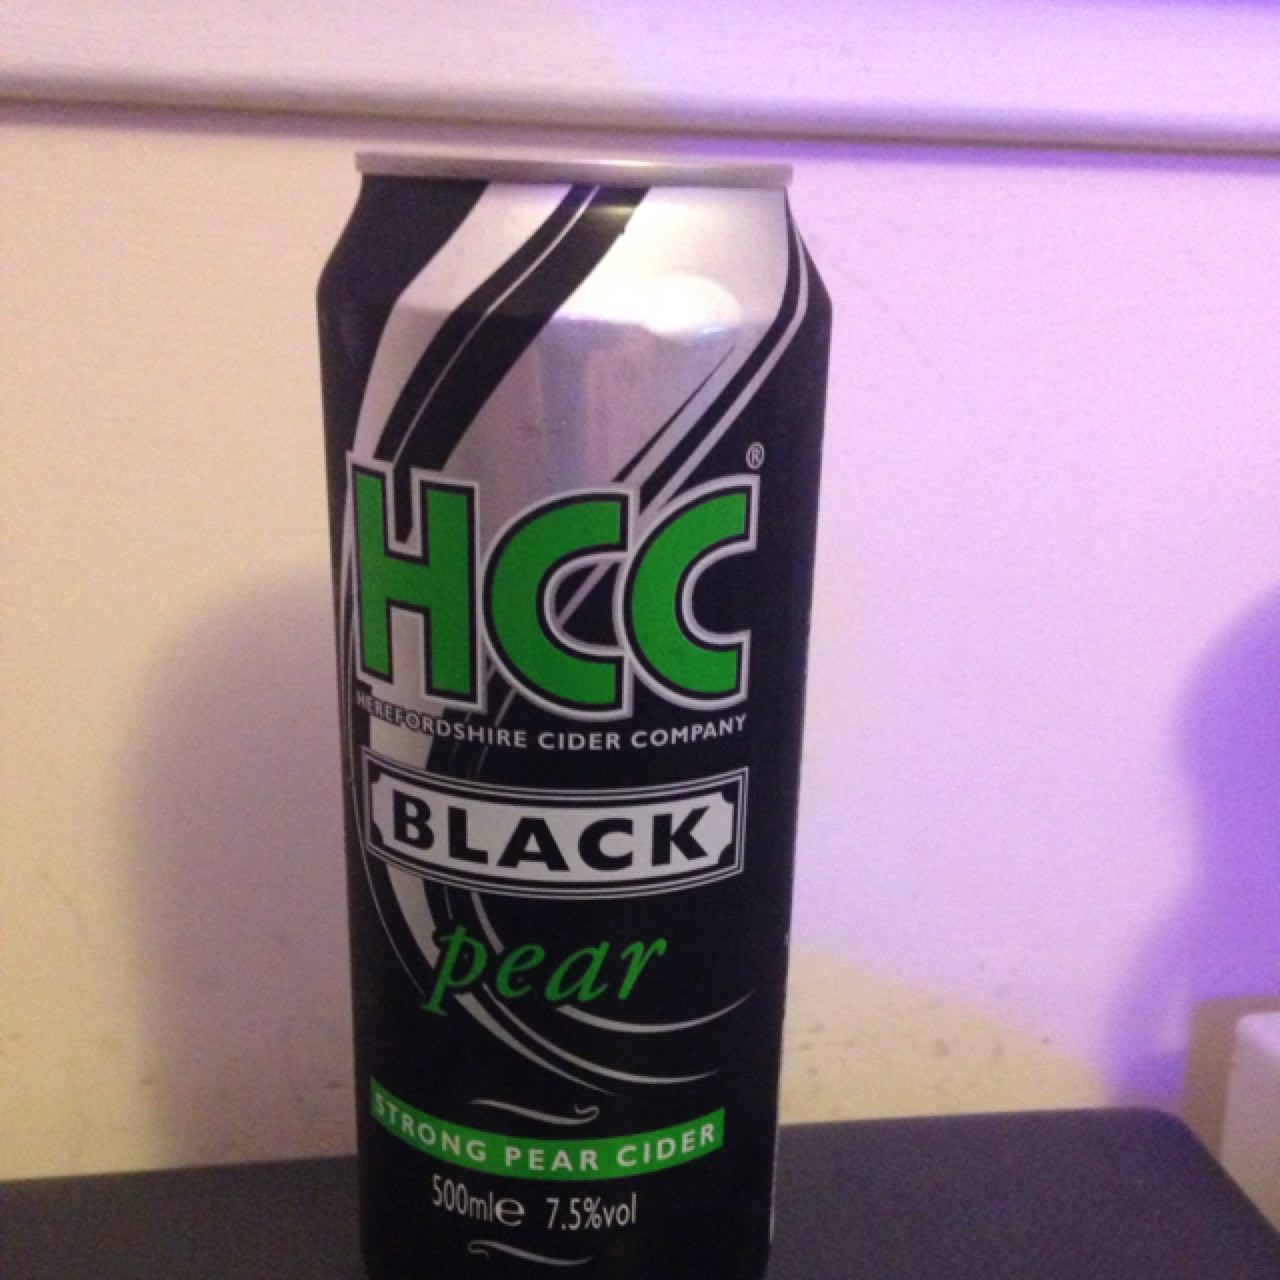 HCC®
HEREFORDSHIRE CIDER COMPANY
BLACK
pear
STRONG PEAR CIDER
500ml℮ 7.5%vol